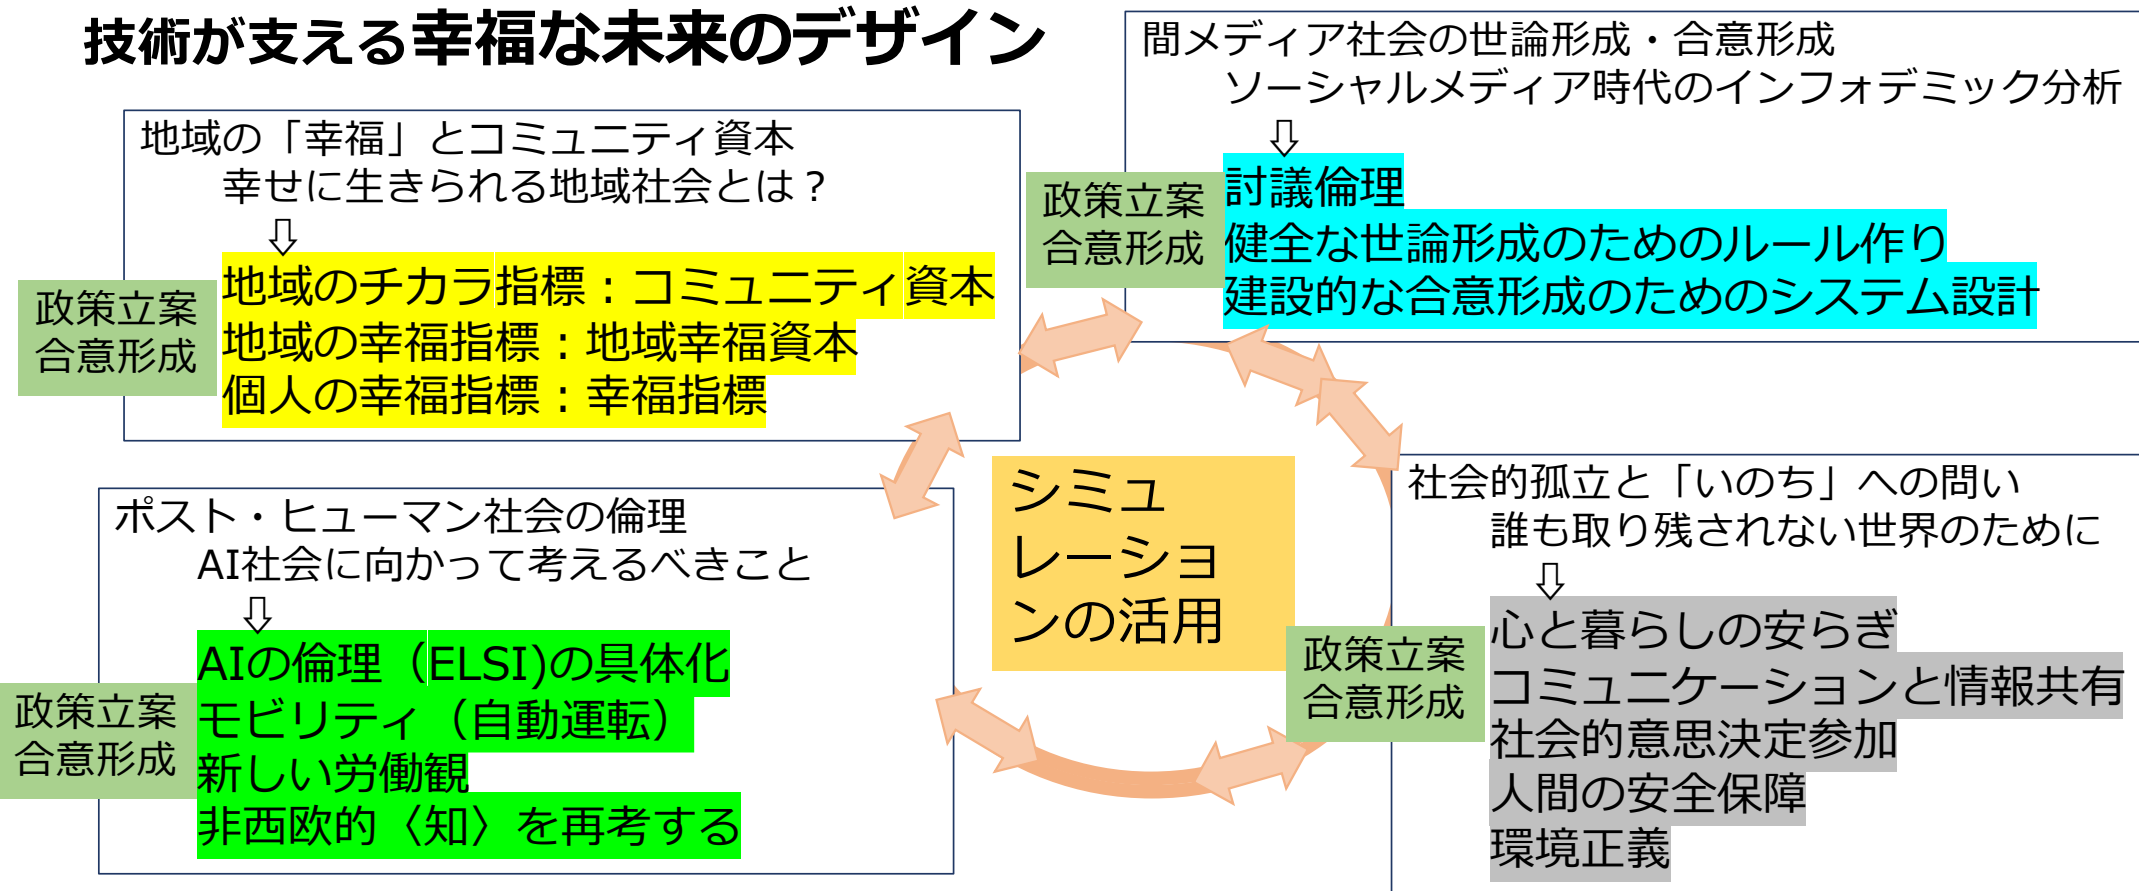 技術が支える幸福な未来のデザイン
地域の「幸福」とコミュニティ資本
幸せに生きられる地域社会とは？
⇩
地域のチカラ指標：コミュニティ資本
地域の幸福指標：地域幸福資本
個人の幸福指標：幸福指標
政策立案
合意形成
間メディア社会の世論形成・合意形成
ソーシャルメディア時代のインフォデミック分析
⇩
討議倫理
健全な世論形成のためのルール作り
建設的な合意形成のためのシステム設計
政策立案
合意形成
ポスト・ヒューマン社会の倫理
AI社会に向かって考えるべきこと
⇩
AIの倫理（ELSI)の具体化
モビリティ（自動運転）
新しい労働観
非西欧的〈知〉を再考する
政策立案
合意形成
シミュ
レーショ
ンの活用
社会的孤立と「いのち」への問い
誰も取り残されない世界のために
⇩
心と暮らしの安らぎ
コミュニケーションと情報共有
社会的意思決定参加
人間の安全保障
環境正義
政策立案
合意形成